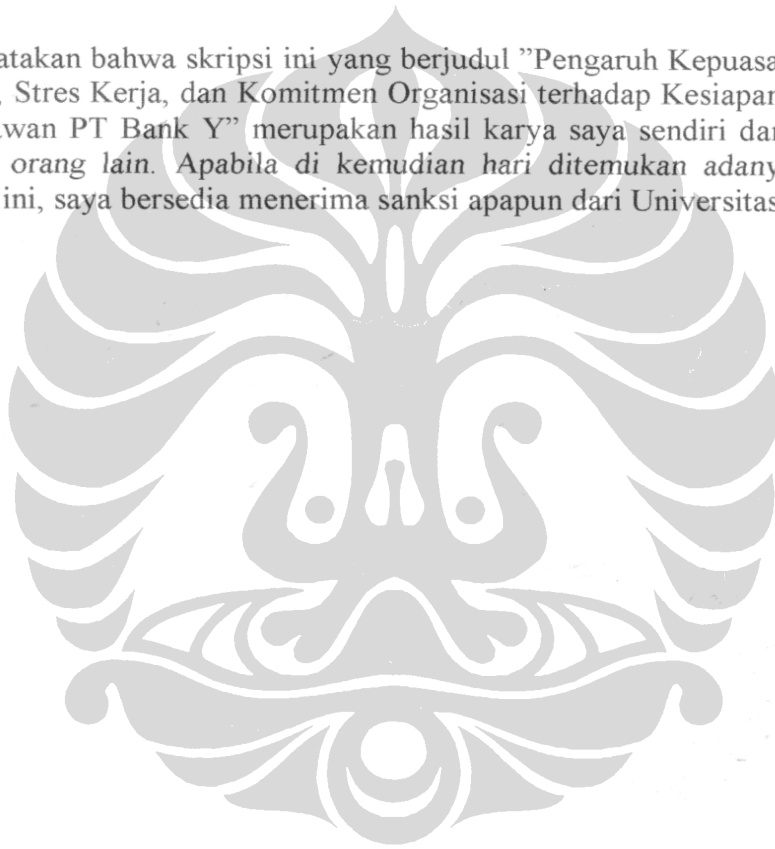 atakan bahwa skripsi ini yang berjudul ”Pengaruh Kepuasa
, Stres Kerja, dan Komitmen Organisasi terhadap Kesiapan
wan PT Bank Y” merupakan hasil karya saya sendiri dan
orang lain. Apabila di kemudian hari ditemukan adany
ini, saya bersedia menerima sanksi apapun dari Universitas